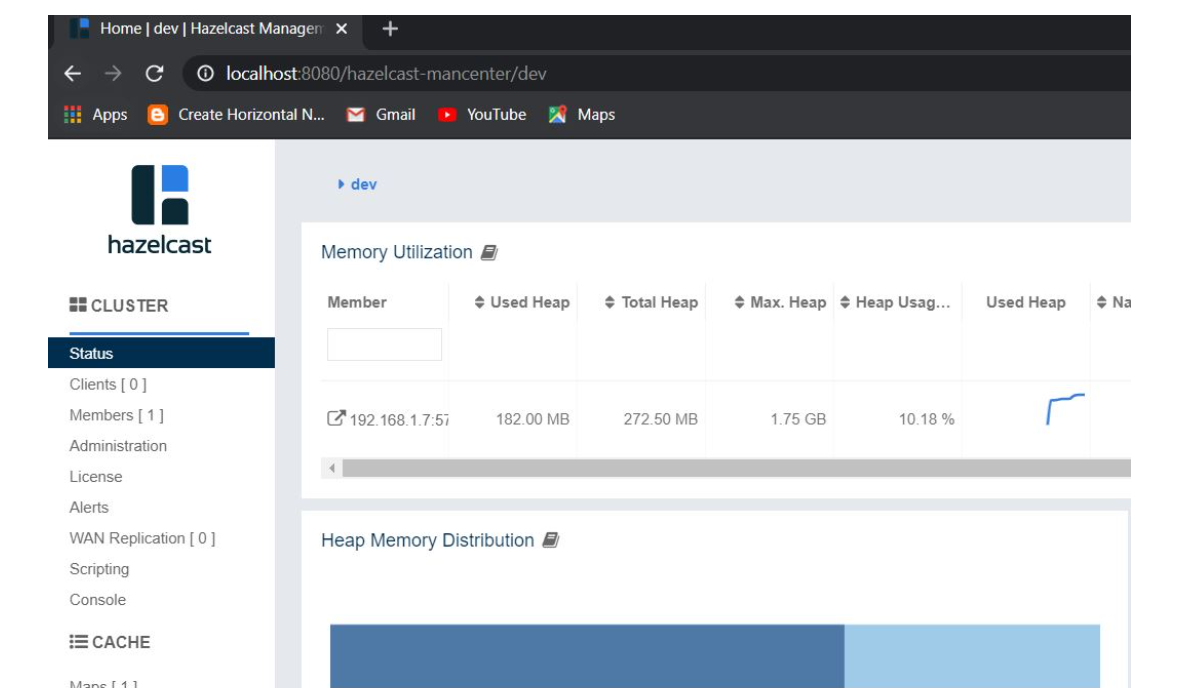 Home | dev | Hazelcast Managem
localhost:8080/hazelcast-mancenter/dev
Apps Create Horizontal N... Gmail YouTube Maps
hazelcast
dev
Memory Utilization
CLUSTER
Member Used Heap Total Heap Max. Heap Heap Usag... Used Heap Na
Status
Clients [ 0 ]
Members [ 1 ]
192.168.1.7:57 182.00 MB 272.50 MB 1.75 GB 10.18 %
Administration
License
Alerts
WAN Replication [ 0 ]
Heap Memory Distribution
Scripting
Console
CACHE
Maps [ 1 ]